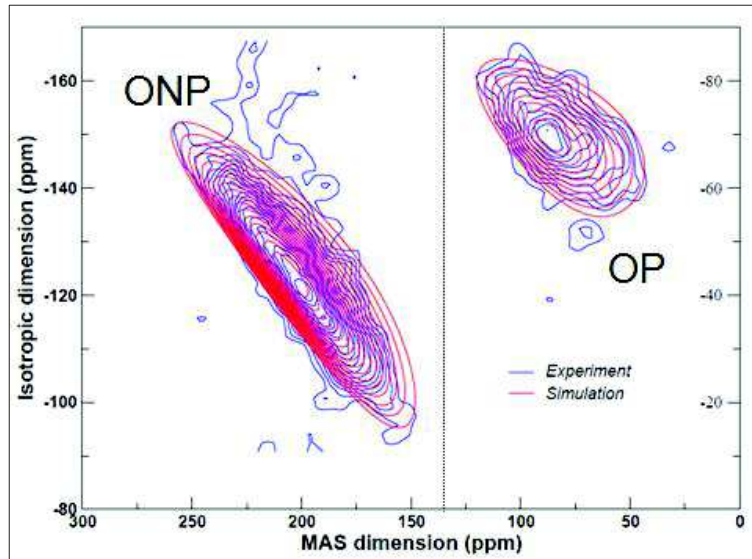 ONP
OP
Experiment
Simulation
Isotropic dimension (ppm)
-160
-140
-120
-100
-80
-80
-60
-40
-20
0
300
250
200
150
100
50
0
MAS dimension (ppm)